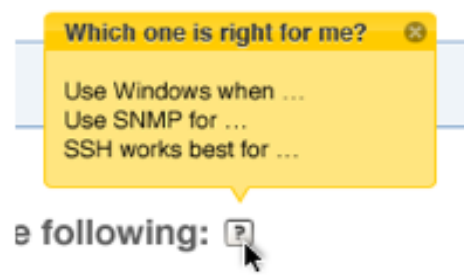 Which one is right for me?
Use Windows when ...
Use SNMP for ...
SSH works best for ...
e following: ?